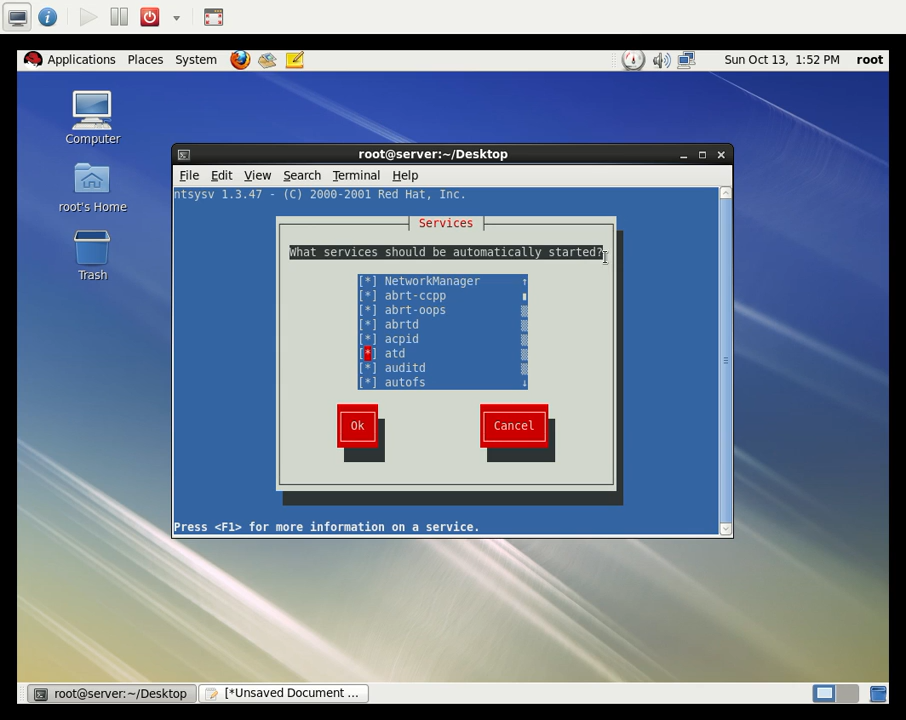 Applications Places System Sun Oct 13, 1:52 PM root
Computer
root's Home
Trash
root@server:~/Desktop
File Edit View Search Terminal Help
ntsysv 1.3.47 - (C) 2000-2001 Red Hat, Inc.
Services
What services should be automatically started?
[*] NetworkManager
[*] abrt-ccpp
[*] abrt-oops
[*] abrtd
[*] acpid
[*] atd
[*] auditd
[*] autofs
Ok Cancel
Press <F1> for more information on a service.
root@server:~/Desktop [*Unsaved Document ...